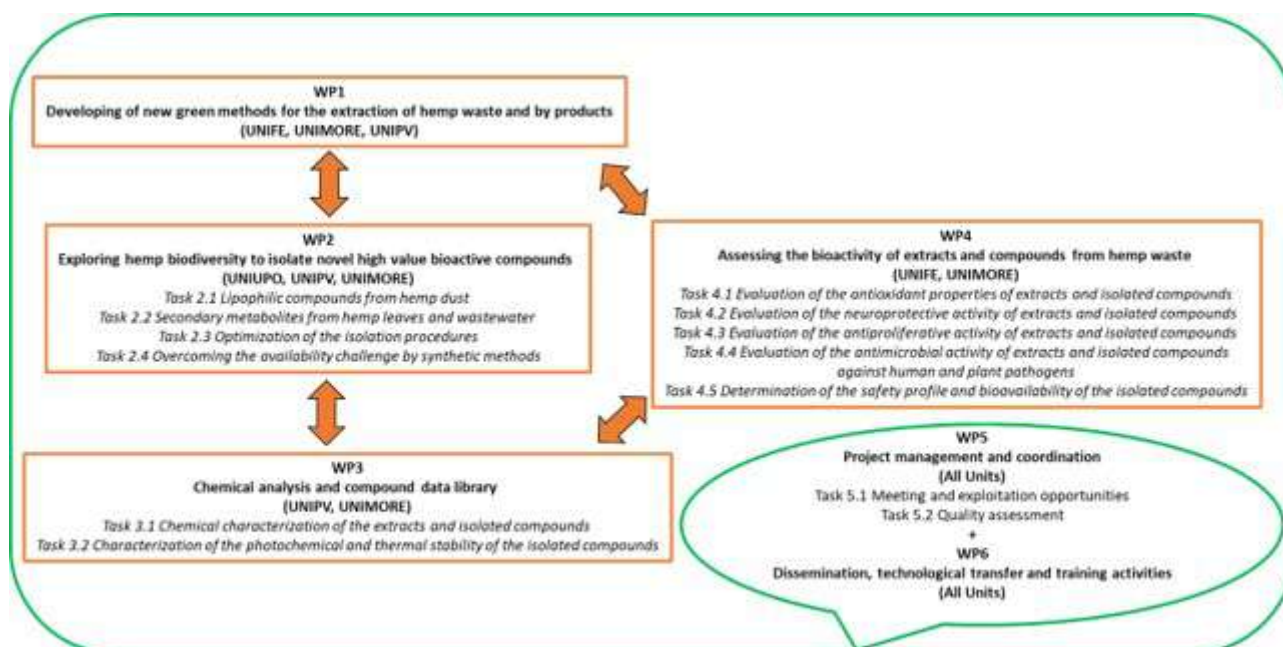 WP1
Developing of new green methods for the extraction of hemp waste and by products
(UNIFE, UNIMORE, UNIPV)
WP2
Exploring hemp biodiversity to isolate novel high value bioactive compounds
(UNIUPO, UNIPV, UNIMORE)
Task 2.1 Lipophilic compounds from hemp dust
Task 2.2 Secondary metabolites from hemp leaves and wastewater
Task 2.3 Optimization of the isolation procedures
Task 2.4 Overcoming the availability challenge by synthetic methods
WP3
Chemical analysis and compound data library
(UNIPV, UNIMORE)
Task 3.1 Chemical characterization of the extracts and isolated compounds
Task 3.2 Characterization of the photochemical and thermal stability of the isolated compounds
WP4
Assessing the bioactivity of extracts and compounds from hemp waste
(UNIFE, UNIMORE)
Task 4.1 Evaluation of the antioxidant properties of extracts and isolated compounds
Task 4.2 Evaluation of the neuroprotective activity of extracts and isolated compounds
Task 4.3 Evaluation of the antiproliferative activity of extracts and isolated compounds
Task 4.4 Evaluation of the antimicrobial activity of extracts and isolated compounds
against human and plant pathogens
Task 4.5 Determination of the safety profile and bioavailability of the isolated compounds
WP5
Project management and coordination
(All Units)
Task 5.1 Meeting and exploitation opportunities
Task 5.2 Quality assessment
+
WP6
Dissemination, technological transfer and training activities
(All Units)